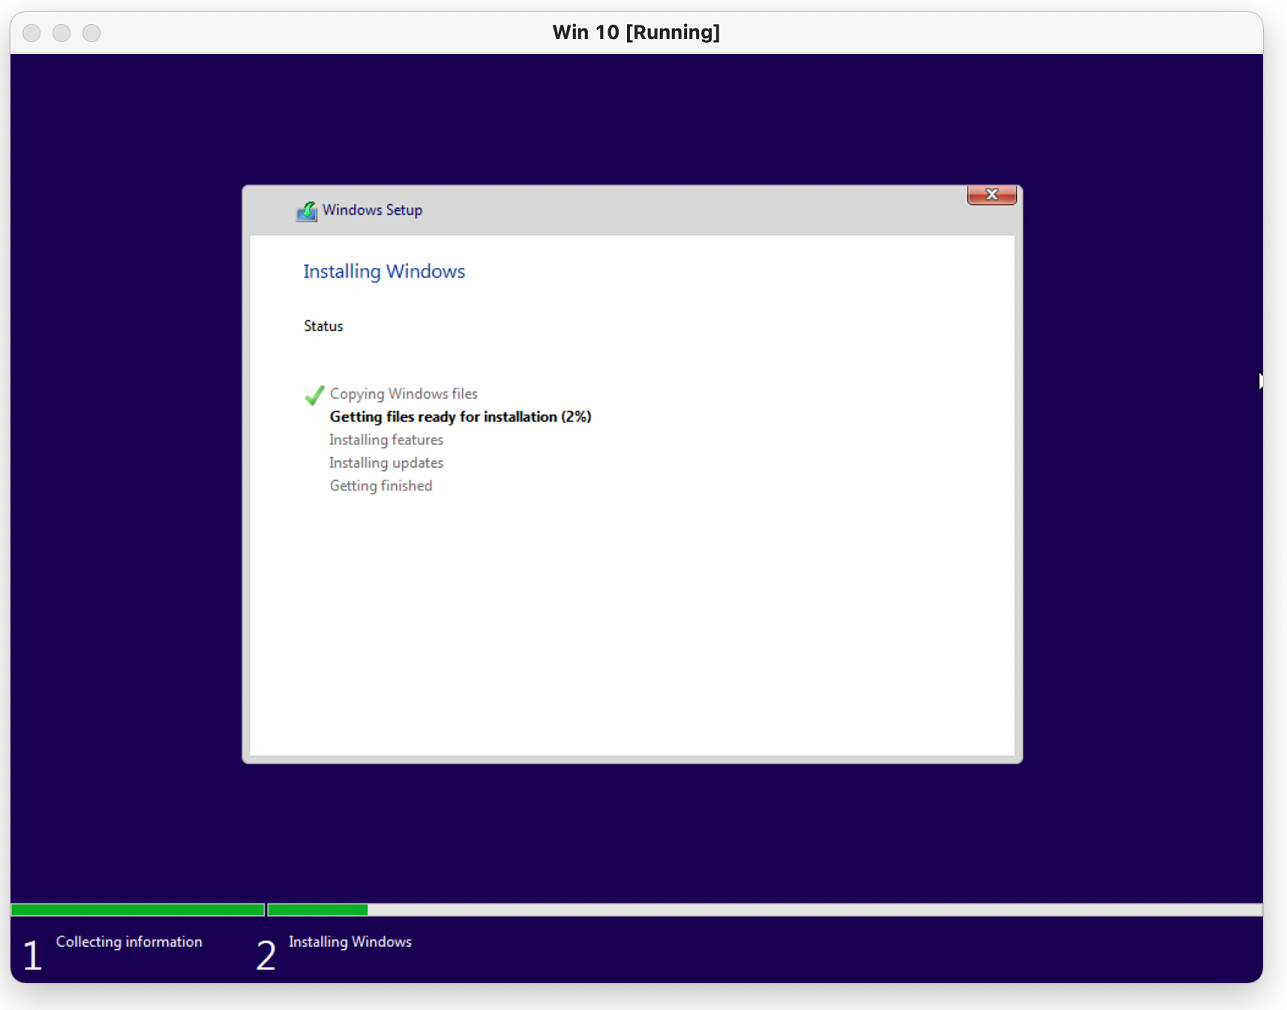 Win 10 [Running]
Windows Setup
Installing Windows
Status
Copying Windows files
Getting files ready for installation (2%)
Installing features
Installing updates
Getting finished
1 Collecting information
2 Installing Windows